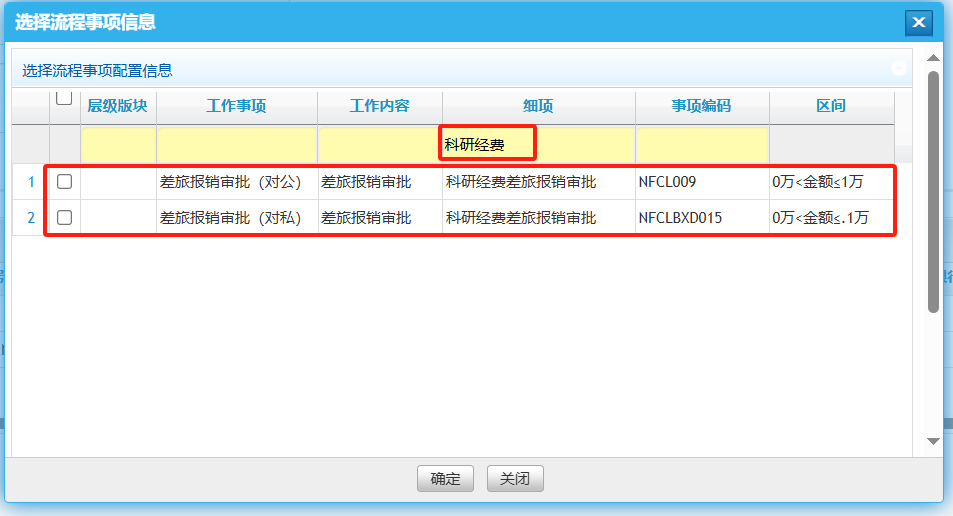 选择流程事项信息
选择流程事项配置信息
层级版块 工作事项 工作内容 细项 事项编码 区间
科研经费
1 差旅报销审批（对公） 差旅报销审批 科研经费差旅报销审批 NFCL009 0万<金额≤1万
2 差旅报销审批（对私） 差旅报销审批 科研经费差旅报销审批 NFCLBXD015 0万<金额≤.1万
确定 关闭